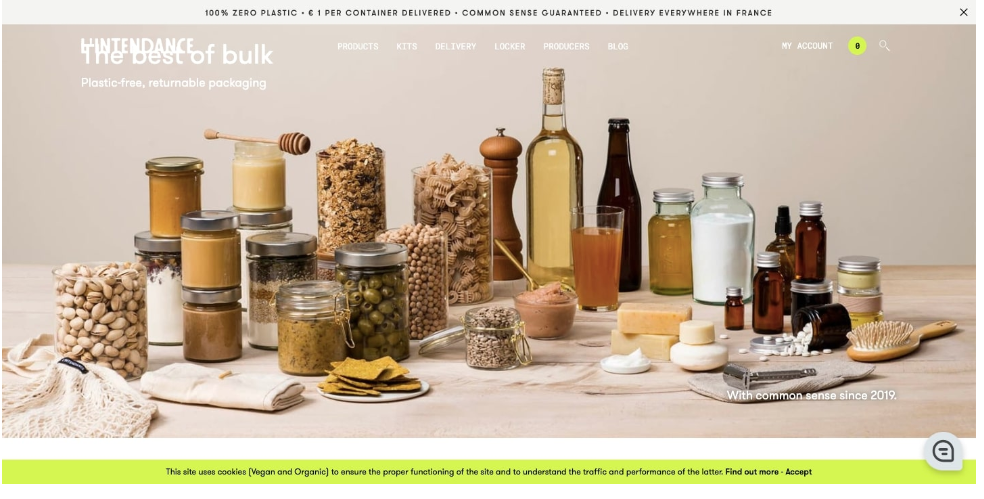 100% ZERO PLASTIC • € 1 PER CONTAINER DELIVERED • COMMON SENSE GUARANTEED • DELIVERY EVERYWHERE IN FRANCE
L'INTENDANCE
PRODUCTS KITS DELIVERY LOCKER PRODUCERS BLOG
MY ACCOUNT 0
The best of bulk
Plastic-free, returnable packaging
With common sense since 2019.
This site uses cookies (Vegan and Organic) to ensure the proper functioning of the site and to understand the traffic and performance of the latter. Find out more - Accept